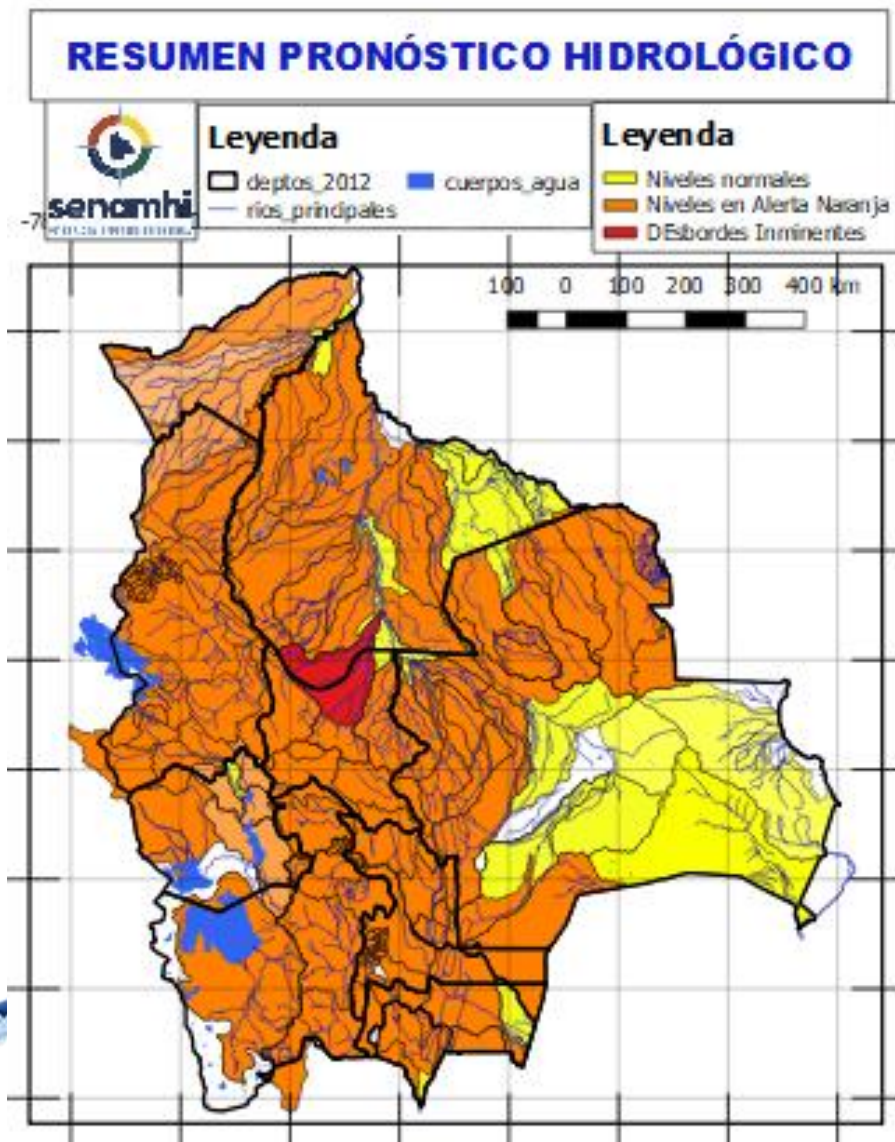 RESUMEN PRONÓSTICO HIDROLÓGICO
senamhi
Leyenda
deptos_2012
cuerpos_agua
rios_principales
Leyenda
Niveles normales
Niveles en Alerta Naranja
DEsbordes Inminentes
100 0 100 200 300 400 km